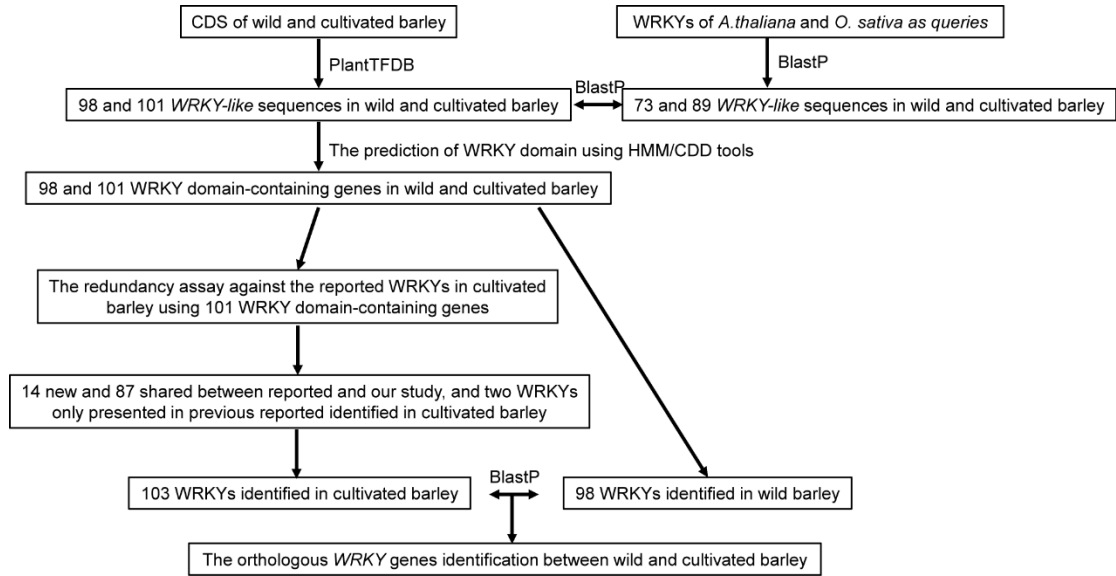 CDS of wild and cultivated barley
WRKYs of A.thaliana and O. sativa as queries
PlantTFDB
BlastP
98 and 101 WRKY-like sequences in wild and cultivated barley
BlastP
73 and 89 WRKY-like sequences in wild and cultivated barley
The prediction of WRKY domain using HMM/CDD tools
98 and 101 WRKY domain-containing genes in wild and cultivated barley
The redundancy assay against the reported WRKYs in cultivated
barley using 101 WRKY domain-containing genes
14 new and 87 shared between reported and our study, and two WRKYs
only presented in previous reported identified in cultivated barley
103 WRKYs identified in cultivated barley
BlastP
98 WRKYs identified in wild barley
The orthologous WRKY genes identification between wild and cultivated barley